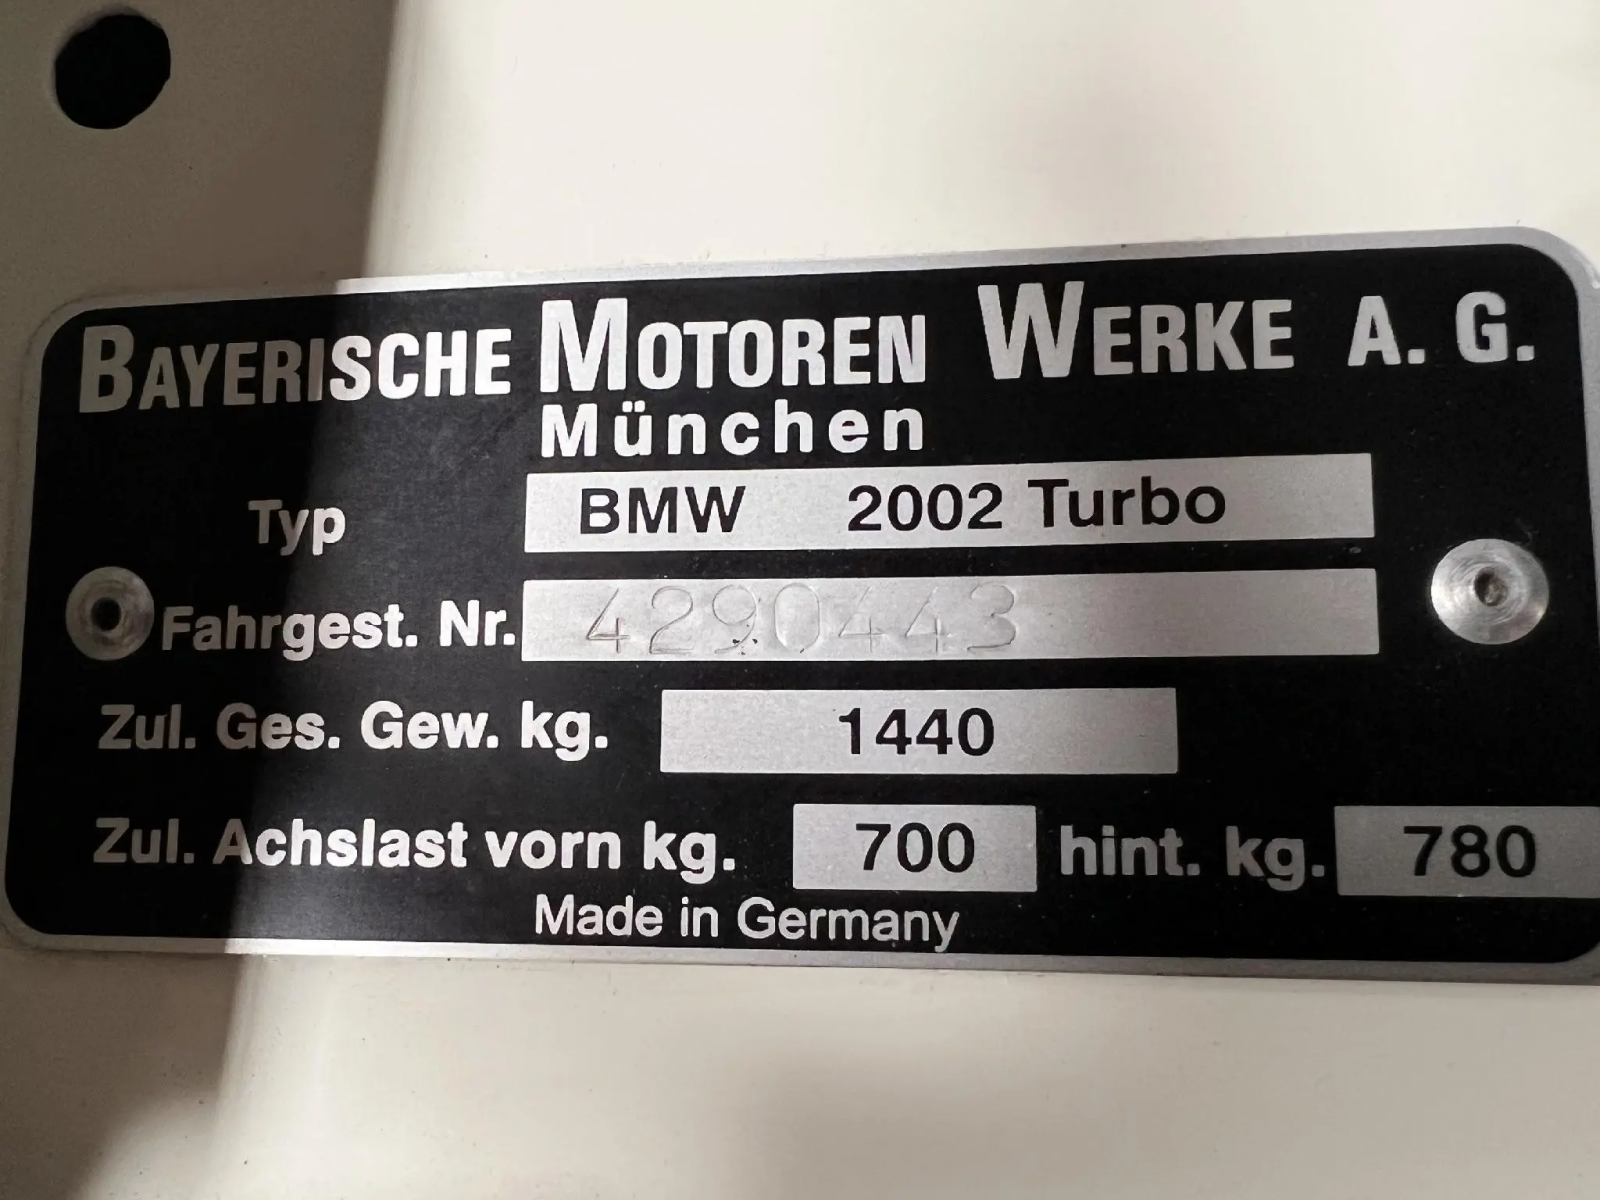 BAYERISCHE MOTOREN WERKE A. G.
München
Typ BMW 2002 Turbo
Fahrgest. Nr. 4290443
Zul. Ges. Gew. kg. 1440
Zul. Achslast vorn kg. 700 hint. kg. 780
Made in Germany